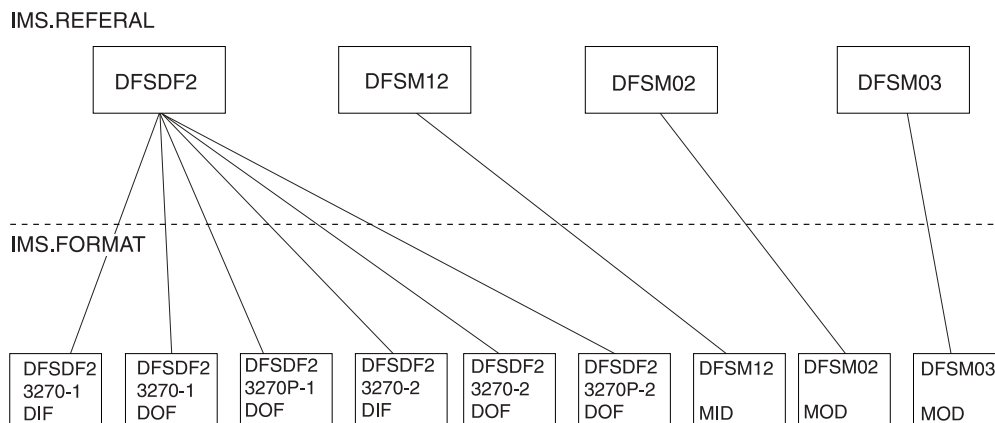 IMS.REFERAL
DFSDF2
DFSM12
DFSM02
DFSM03
IMS.FORMAT
DFSDF2
3270-1
DIF
DFSDF2
3270-1
DOF
DFSDF2
3270P-1
DOF
DFSDF2
3270-2
DIF
DFSDF2
3270-2
DOF
DFSDF2
3270P-2
DOF
DFSM12
MID
DFSM02
MOD
DFSM03
MOD